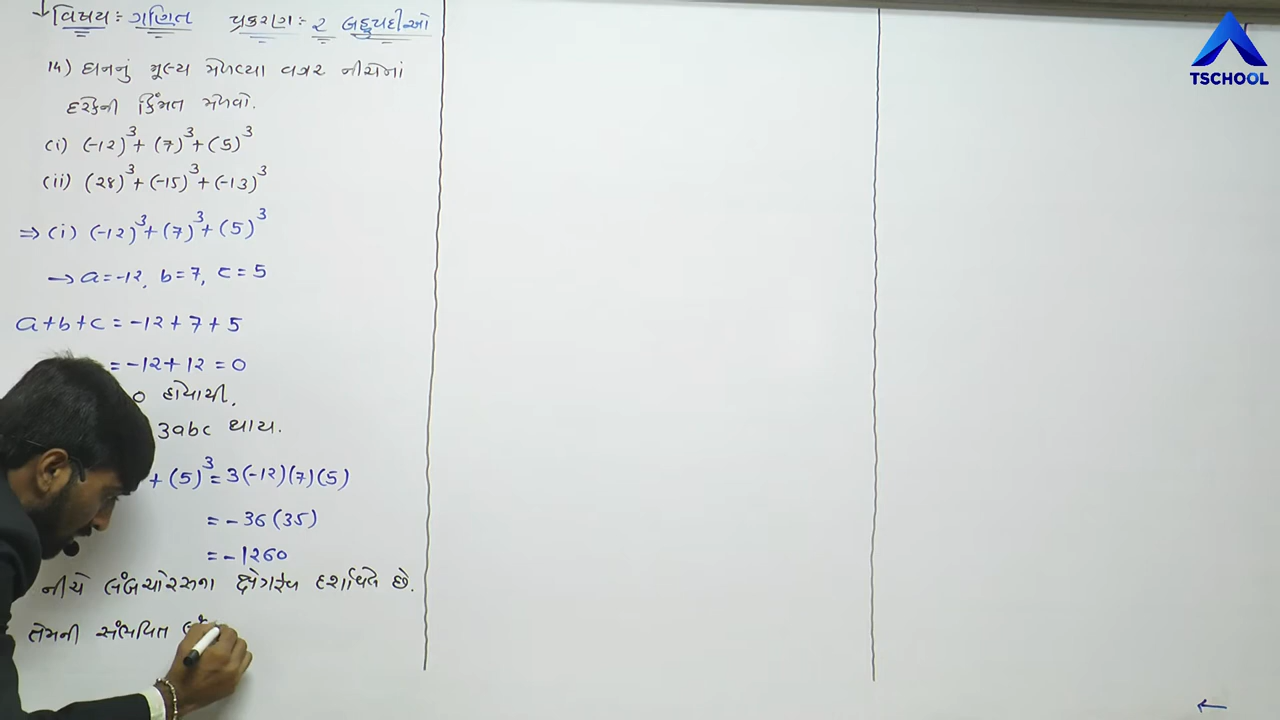 વિષય: ગણિત પ્રકરણ: ૨ બહુપદીઓ
14) ઘનનું મૂલ્ય મેળવ્યા વગર નીચેનાં
દરેકની કિંમત મેળવો.
(i) (-12)³ + (7)³ + (5)³
(ii) (28)³ + (-15)³ + (-13)³
⇒ (i) (-12)³ + (7)³ + (5)³
→ a = -12, b = 7, c = 5
a + b + c = -12 + 7 + 5
= -12 + 12 = 0
0 હોવાથી,
3abc થાય.
+ (5)³ = 3(-12)(7)(5)
= -36(35)
= -1260
નીચે લંબચોરસના ક્ષેત્રફળ દર્શાવેલ છે.
તેમની સંભવિત
TSCHOOL
←